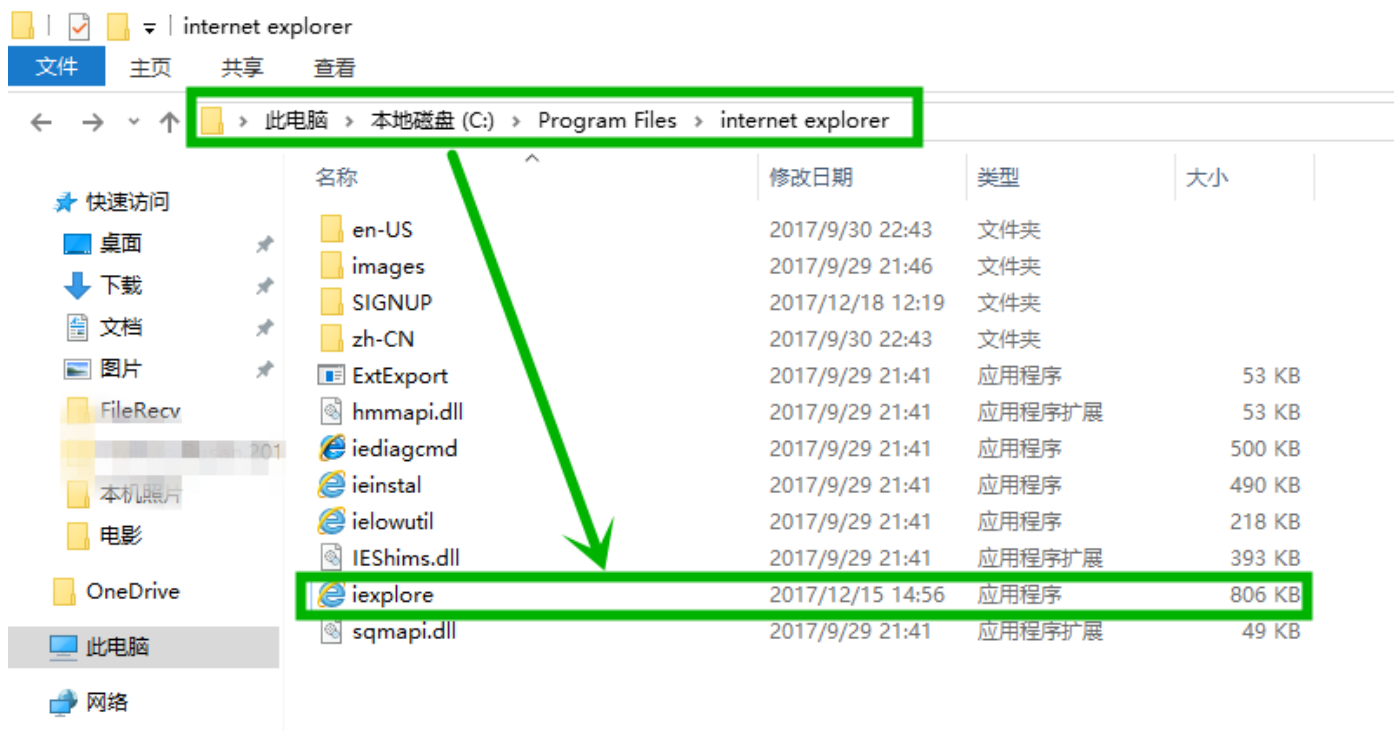 internet explorer
文件 主页 共享 查看
此电脑 › 本地磁盘 (C:) › Program Files › internet explorer
名称 修改日期 类型 大小
快速访问
桌面
下载
文档
图片
FileRecv
201
本机照片
电影
OneDrive
此电脑
网络
en-US 2017/9/30 22:43 文件夹
images 2017/9/29 21:46 文件夹
SIGNUP 2017/12/18 12:19 文件夹
zh-CN 2017/9/30 22:43 文件夹
ExtExport 2017/9/29 21:41 应用程序 53 KB
hmmapi.dll 2017/9/29 21:41 应用程序扩展 53 KB
iediagcmd 2017/9/29 21:41 应用程序 500 KB
ieinstal 2017/9/29 21:41 应用程序 490 KB
ielowutil 2017/9/29 21:41 应用程序 218 KB
IEShims.dll 2017/9/29 21:41 应用程序扩展 393 KB
iexplore 2017/12/15 14:56 应用程序 806 KB
sqmapi.dll 2017/9/29 21:41 应用程序扩展 49 KB